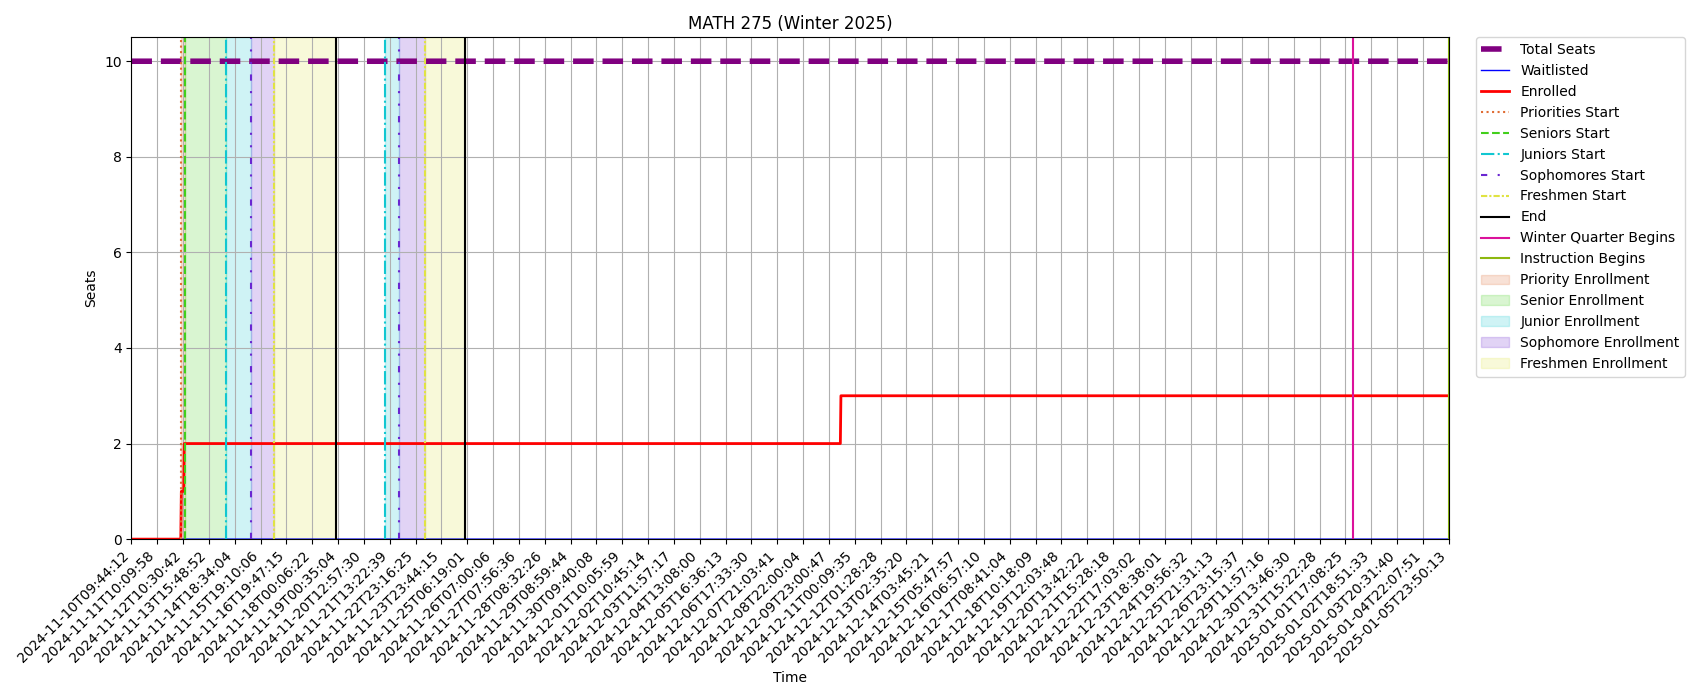 MATH 275 (Winter 2025)
Seats
10
8
6
4
2
0
2024-11-10T09:44:12
2024-11-11T10:09:58
2024-11-12T10:30:42
2024-11-13T15:48:52
2024-11-14T18:34:04
2024-11-15T19:10:06
2024-11-16T19:47:15
2024-11-18T00:06:22
2024-11-19T00:35:04
2024-11-20T12:57:30
2024-11-21T13:22:39
2024-11-22T23:16:25
2024-11-23T23:44:15
2024-11-25T06:19:01
2024-11-26T07:00:06
2024-11-27T07:56:36
2024-11-28T08:32:26
2024-11-29T08:59:44
2024-11-30T09:40:08
2024-12-01T10:05:59
2024-12-02T10:45:14
2024-12-03T11:57:17
2024-12-04T13:08:00
2024-12-05T16:36:13
2024-12-06T17:33:30
2024-12-07T21:03:41
2024-12-08T22:00:04
2024-12-09T23:00:47
2024-12-11T00:09:35
2024-12-12T01:28:28
2024-12-13T02:35:20
2024-12-14T03:45:21
2024-12-15T05:47:57
2024-12-16T06:57:10
2024-12-17T08:41:04
2024-12-18T10:18:09
2024-12-19T12:03:48
2024-12-20T13:42:22
2024-12-21T15:28:18
2024-12-22T17:03:02
2024-12-23T18:38:01
2024-12-24T19:56:32
2024-12-25T21:31:13
2024-12-26T23:15:37
2024-12-29T11:57:16
2024-12-30T13:46:30
2024-12-31T15:22:28
2025-01-01T17:08:25
2025-01-02T18:51:33
2025-01-03T20:31:40
2025-01-04T22:07:51
2025-01-05T23:50:13
Time
Total Seats
Waitlisted
Enrolled
Priorities Start
Seniors Start
Juniors Start
Sophomores Start
Freshmen Start
End
Winter Quarter Begins
Instruction Begins
Priority Enrollment
Senior Enrollment
Junior Enrollment
Sophomore Enrollment
Freshmen Enrollment